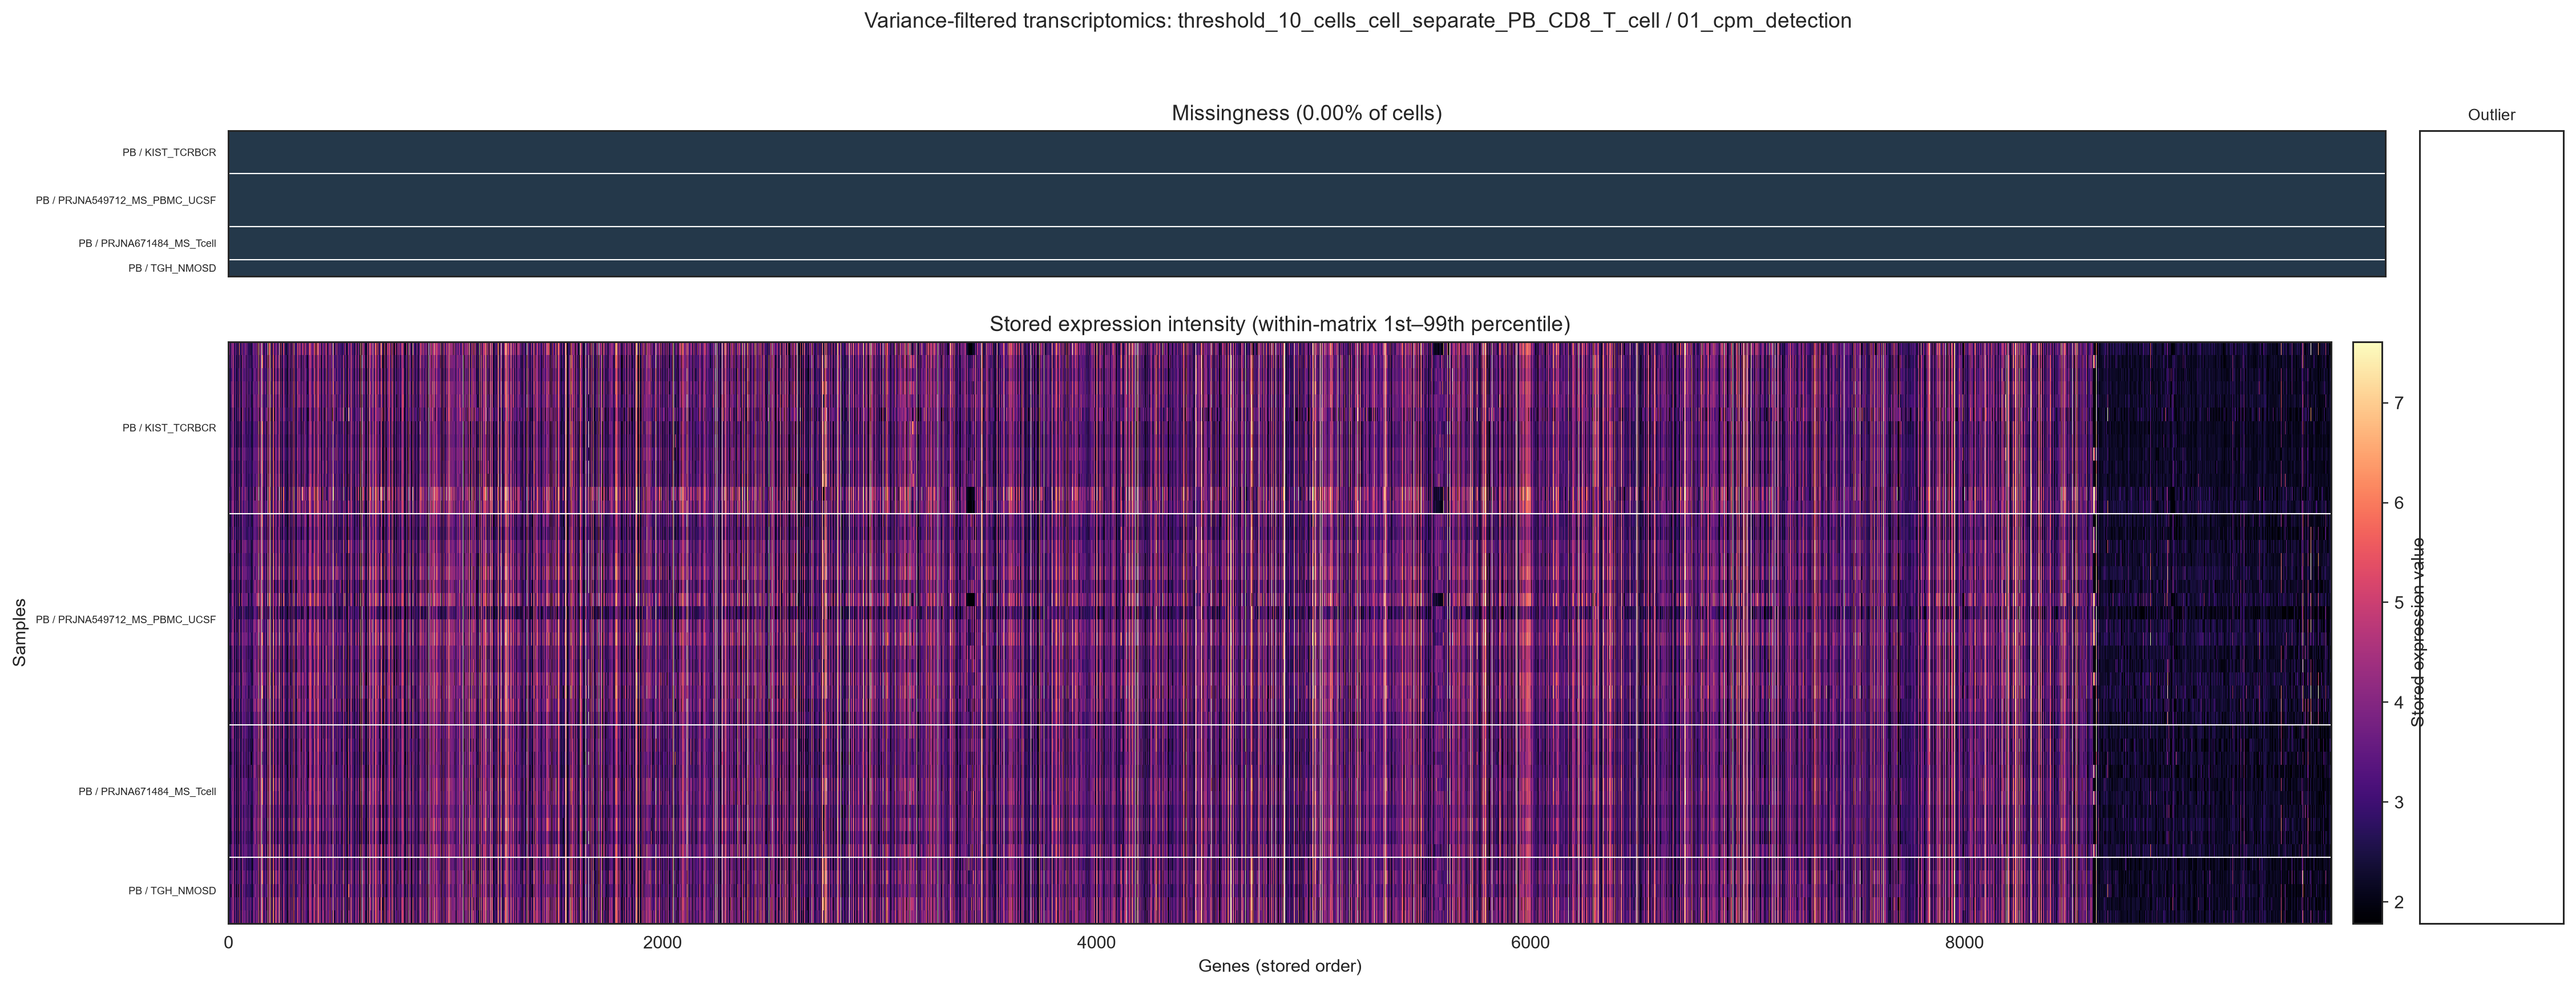 Variance-filtered transcriptomics: threshold_10_cells_cell_separate_PB_CD8_T_cell / 01_cpm_detection
Missingness (0.00% of cells)
Outlier
PB / KIST_TCRBCR
PB / PRJNA549712_MS_PBMC_UCSF
PB / PRJNA671484_MS_Tcell
PB / TGH_NMOSD
Stored expression intensity (within-matrix 1st–99th percentile)
Samples
PB / KIST_TCRBCR
PB / PRJNA549712_MS_PBMC_UCSF
PB / PRJNA671484_MS_Tcell
PB / TGH_NMOSD
7
6
5
4
3
2
Stored expression value
0 2000 4000 6000 8000
Genes (stored order)